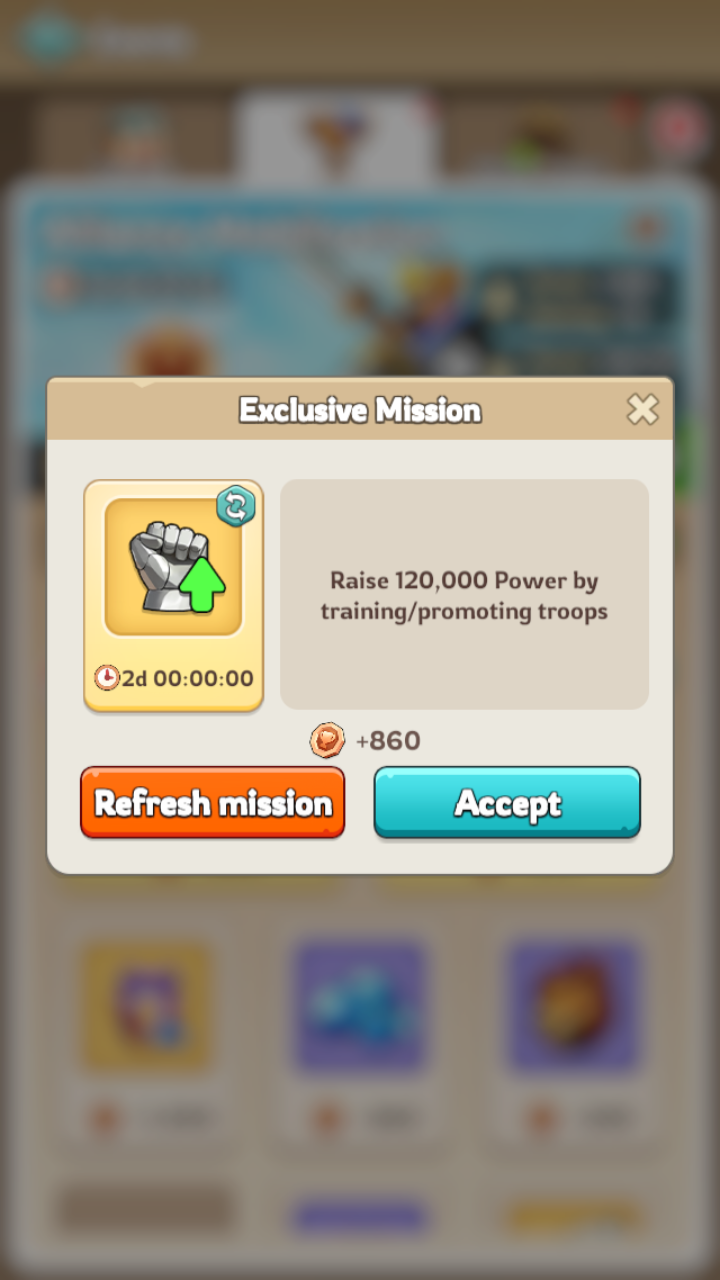 Exclusive Mission
Raise 120,000 Power by
training/promoting troops
2d 00:00:00
+860
Refresh mission
Accept